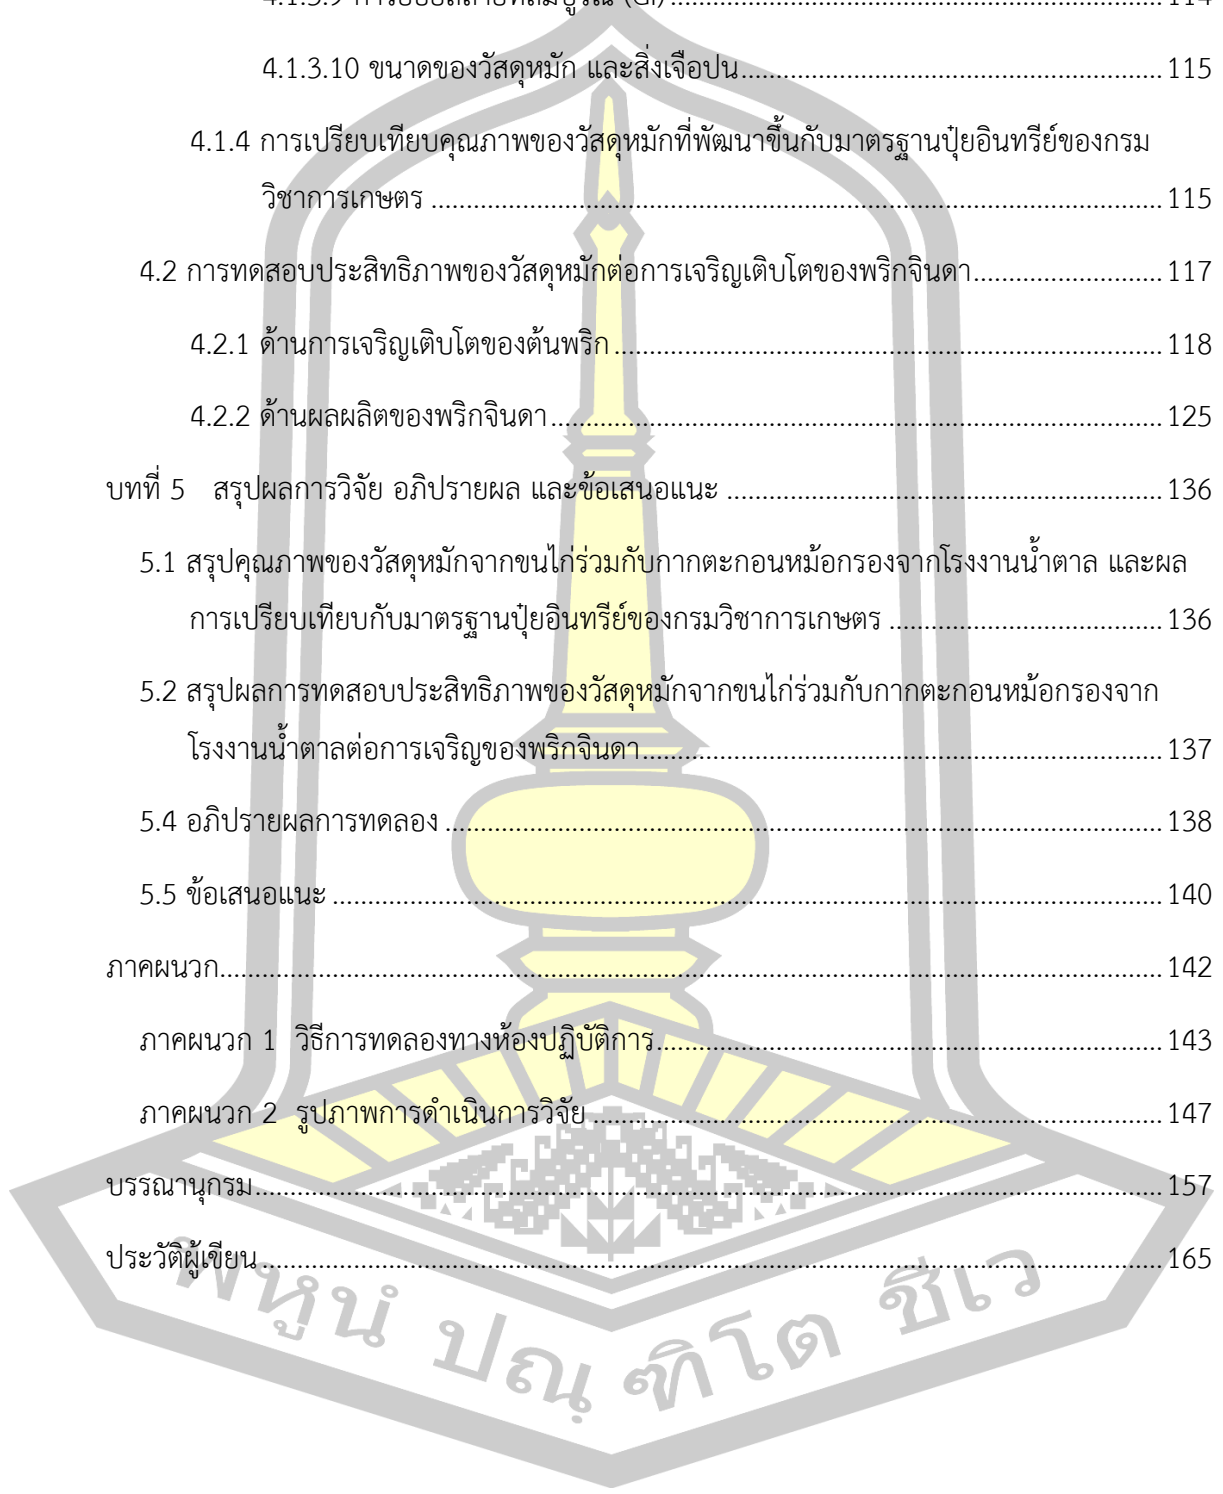 4.1.3.9 การย่อยสลายที่สมบูรณ์ (GI) 114
4.1.3.10 ขนาดของวัสดุหมัก และสิ่งเจือปน 115
4.1.4 การเปรียบเทียบคุณภาพของวัสดุหมักที่พัฒนาขึ้นกับมาตรฐานปุ๋ยอินทรีย์ของกรม
วิชาการเกษตร 115
4.2 การทดสอบประสิทธิภาพของวัสดุหมักต่อการเจริญเติบโตของพริกจินดา 117
4.2.1 ด้านการเจริญเติบโตของต้นพริก 118
4.2.2 ด้านผลผลิตของพริกจินดา 125
บทที่ 5 สรุปผลการวิจัย อภิปรายผล และข้อเสนอแนะ 136
5.1 สรุปคุณภาพของวัสดุหมักจากขนไก่ร่วมกับกากตะกอนหม้อกรองจากโรงงานน้ำตาล และผล
การเปรียบเทียบกับมาตรฐานปุ๋ยอินทรีย์ของกรมวิชาการเกษตร 136
5.2 สรุปผลการทดสอบประสิทธิภาพของวัสดุหมักจากขนไก่ร่วมกับกากตะกอนหม้อกรองจาก
โรงงานน้ำตาลต่อการเจริญของพริกจินดา 137
5.4 อภิปรายผลการทดลอง 138
5.5 ข้อเสนอแนะ 140
ภาคผนวก 142
ภาคผนวก 1 วิธีการทดลองทางห้องปฏิบัติการ 143
ภาคผนวก 2 รูปภาพการดำเนินการวิจัย 147
บรรณานุกรม 157
ประวัติผู้เขียน 165
พหูนํ ปณฺฑิโต ชีเว